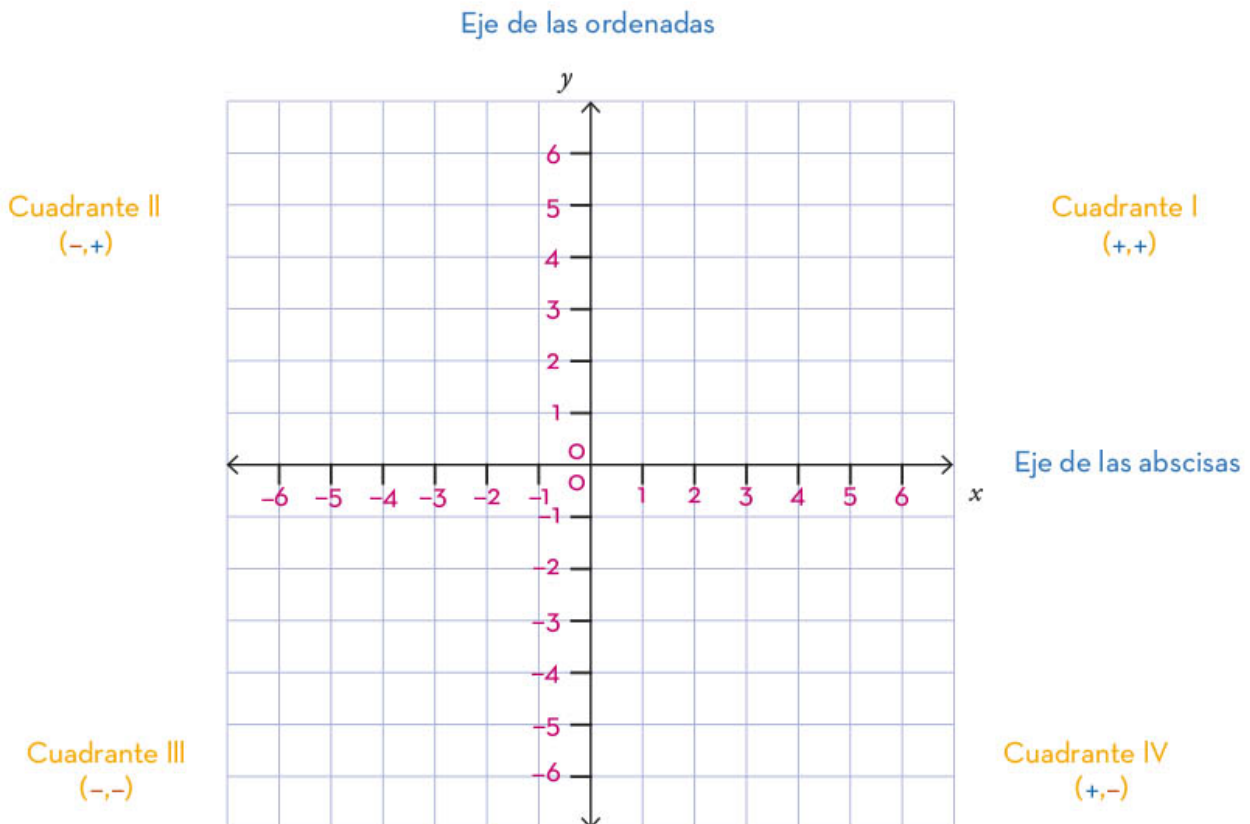 Eje de las ordenadas
y
6
Cuadrante II
(-,+)
Cuadrante I
(+,+)
5
4
3
2
1
O
Eje de las abscisas
O
-6 -5 -4 -3 -2 -1 1 2 3 4 5 6 x
-1
-2
-3
-4
-5
-6
Cuadrante III
(-,-)
Cuadrante IV
(+,-)